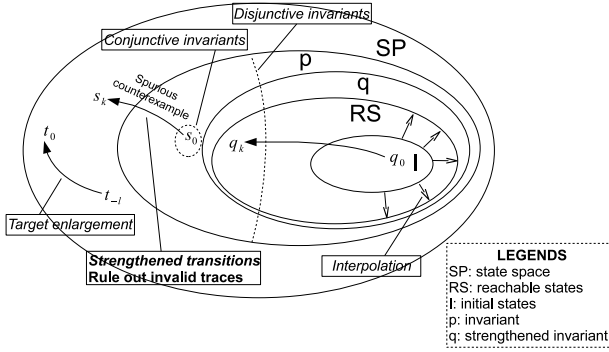 Disjunctive invariants
Conjunctive invariants
SP
p
q
RS
Spurious
counterexample
s_k
s_0
t_0
q_k
q_0
I
t_{-l}
Target enlargement
Strengthened transitions
Rule out invalid traces
Interpolation
LEGENDS
SP: state space
RS: reachable states
I: initial states
p: invariant
q: strengthened invariant